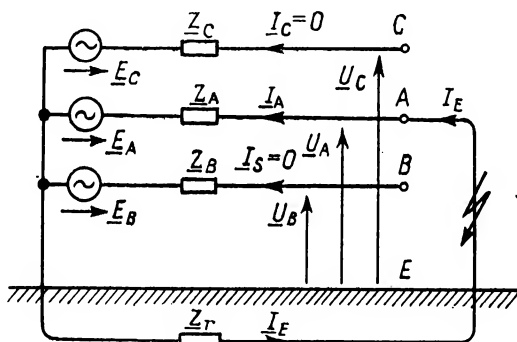 Z_C I_C=0 C
E_C U_C
Z_A I_A A I_E
E_A U_A
Z_B I_S=0 B
E_B U_B
E
Z_r I_E